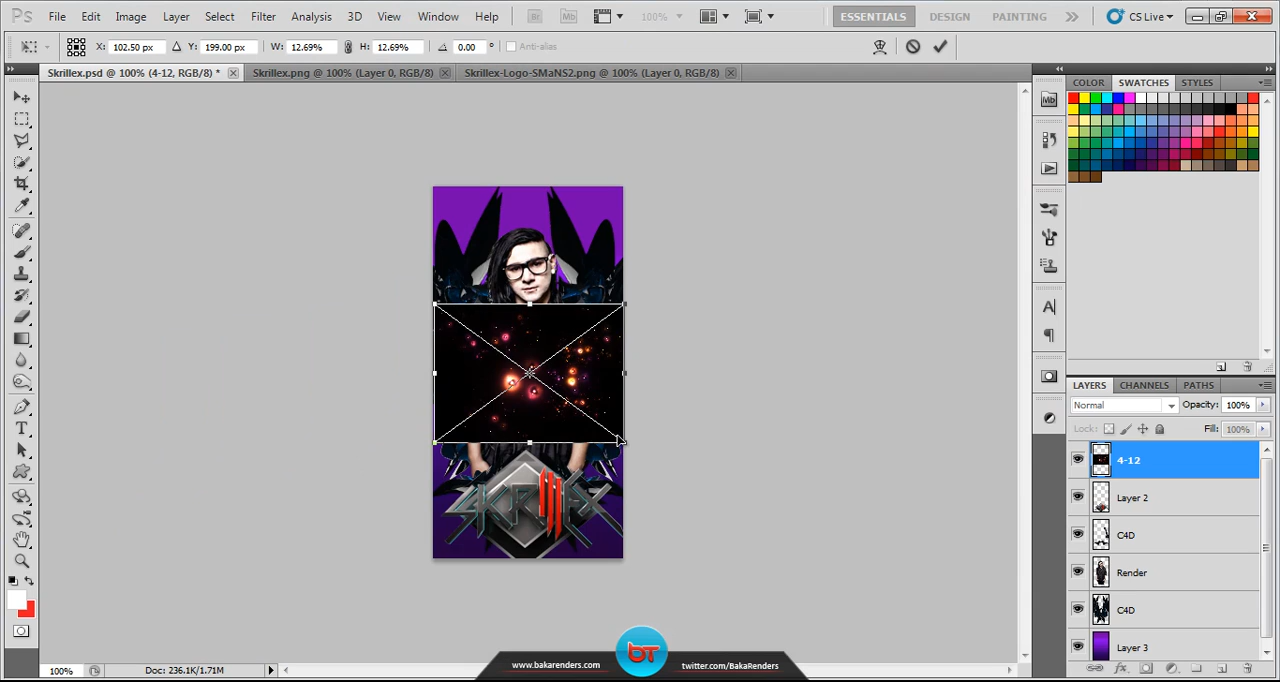 Ps File Edit Image Layer Select Filter Analysis 3D View Window Help Br Mb 100% ESSENTIALS DESIGN PAINTING CS Live
X: 102.50 px Y: 199.00 px W: 12.69% H: 12.69% 0.00 ° Anti-alias
Skrillex.psd @ 100% (4-12, RGB/8) * Skrillex.png @ 100% (Layer 0, RGB/8) Skrillex-Logo-SMaNS2.png @ 100% (Layer 0, RGB/8)
COLOR SWATCHES STYLES
Mb
SKRILLEX
LAYERS CHANNELS PATHS
Normal Opacity: 100%
Lock: Fill: 100%
4-12
Layer 2
C4D
Render
C4D
Layer 3
100% Doc: 236.1K/1.71M
www.bakarenders.com BT twitter.com/BakaRenders